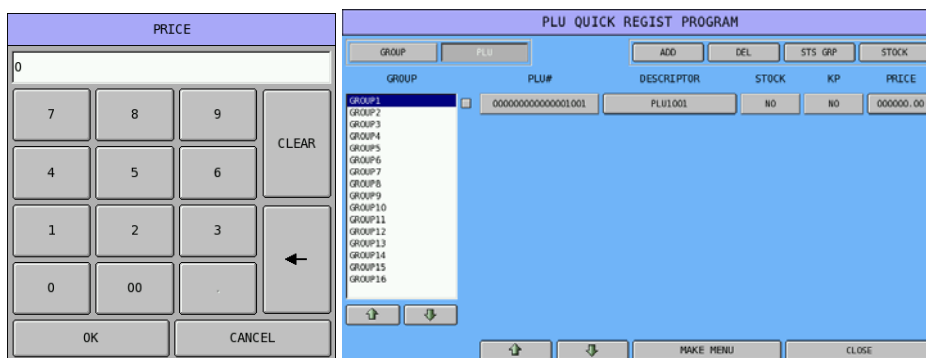 PRICE
0
7 8 9 CLEAR
4 5 6
1 2 3
0 00 .
OK CANCEL
PLU QUICK REGIST PROGRAM
GROUP PLU ADD DEL STS GRP STOCK
GROUP PLU# DESCRIPTOR STOCK KP PRICE
GROUP1 000000000000001001 PLU1001 NO NO 000000.00
GROUP2
GROUP3
GROUP4
GROUP5
GROUP6
GROUP7
GROUP8
GROUP9
GROUP10
GROUP11
GROUP12
GROUP13
GROUP14
GROUP15
GROUP16
MAKE MENU CLOSE